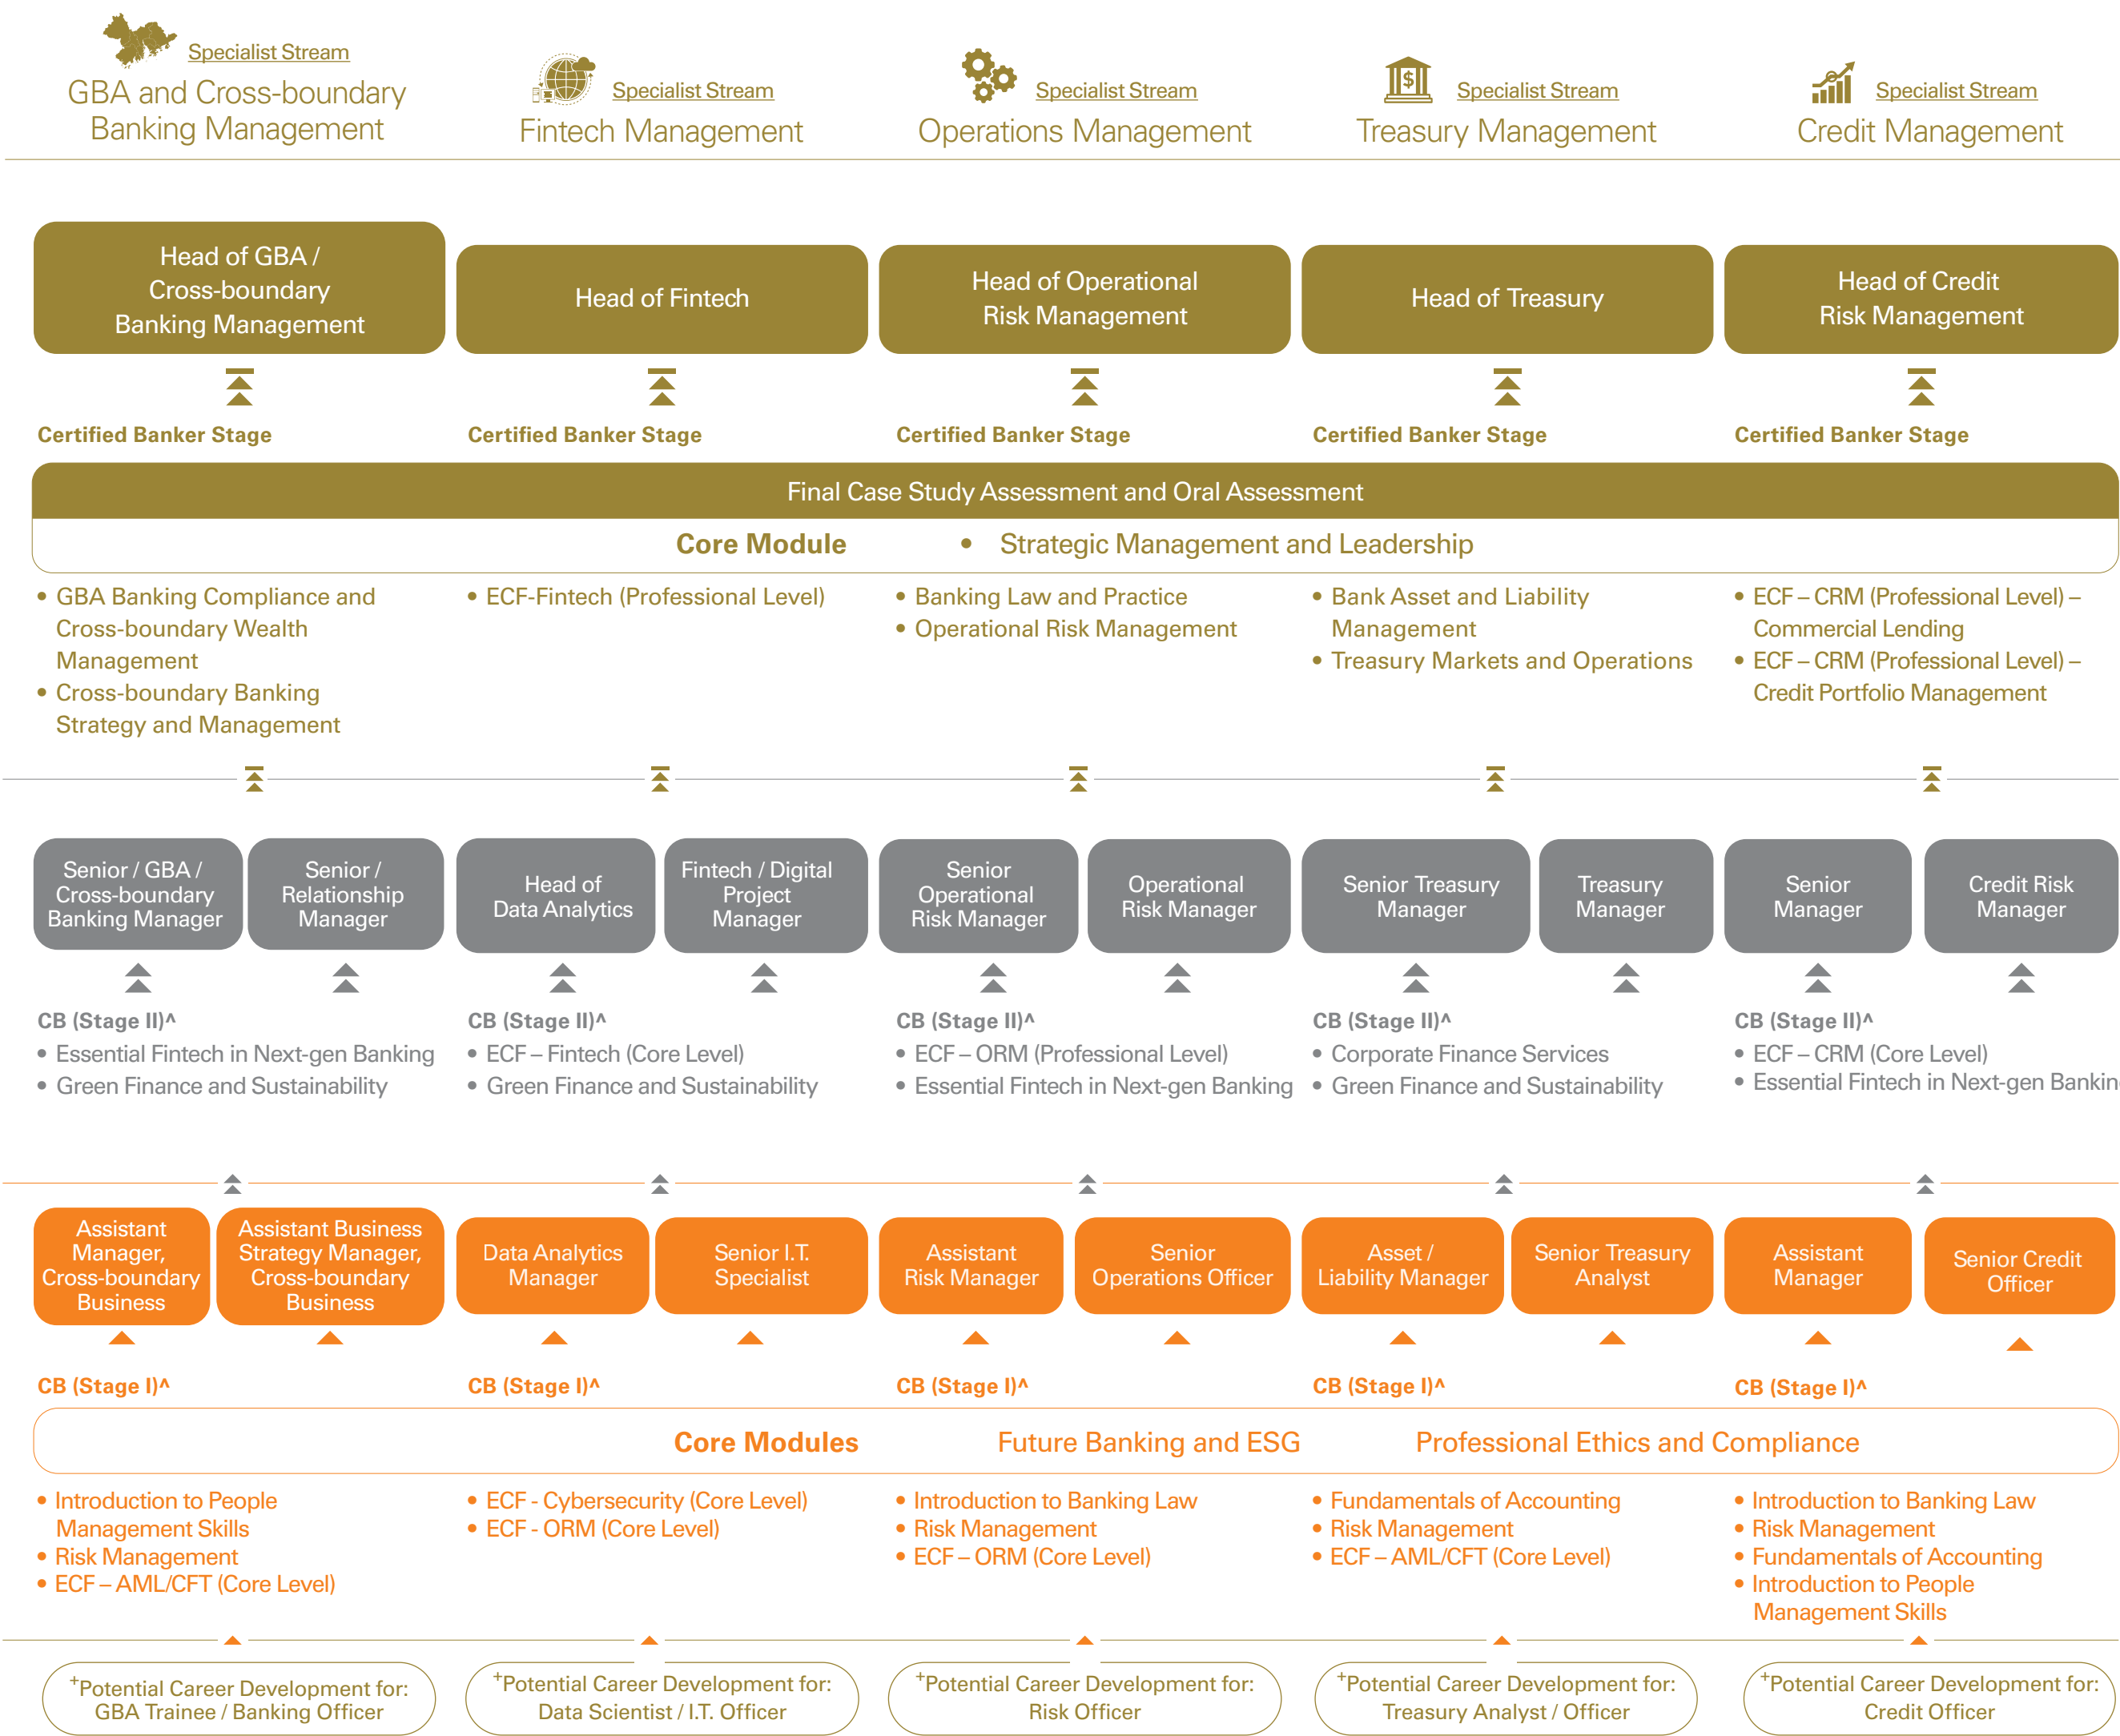 Specialist Stream
GBA and Cross-boundary
Banking Management
Specialist Stream
Fintech Management
Specialist Stream
Operations Management
Specialist Stream
Treasury Management
Specialist Stream
Credit Management
Head of GBA /
Cross-boundary
Banking Management
Head of Fintech
Head of Operational
Risk Management
Head of Treasury
Head of Credit
Risk Management
Certified Banker Stage
Certified Banker Stage
Certified Banker Stage
Certified Banker Stage
Certified Banker Stage
Final Case Study Assessment and Oral Assessment
Core Module • Strategic Management and Leadership
• GBA Banking Compliance and
Cross-boundary Wealth
Management
• Cross-boundary Banking
Strategy and Management
• ECF-Fintech (Professional Level)
• Banking Law and Practice
• Operational Risk Management
• Bank Asset and Liability
Management
• Treasury Markets and Operations
• ECF – CRM (Professional Level) –
Commercial Lending
• ECF – CRM (Professional Level) –
Credit Portfolio Management
Senior / GBA /
Cross-boundary
Banking Manager
Senior /
Relationship
Manager
Head of
Data Analytics
Fintech / Digital
Project
Manager
Senior
Operational
Risk Manager
Operational
Risk Manager
Senior Treasury
Manager
Treasury
Manager
Senior
Manager
Credit Risk
Manager
CB (Stage II)^
• Essential Fintech in Next-gen Banking
• Green Finance and Sustainability
CB (Stage II)^
• ECF – Fintech (Core Level)
• Green Finance and Sustainability
CB (Stage II)^
• ECF – ORM (Professional Level)
• Essential Fintech in Next-gen Banking
CB (Stage II)^
• Corporate Finance Services
• Green Finance and Sustainability
CB (Stage II)^
• ECF – CRM (Core Level)
• Essential Fintech in Next-gen Bankin
Assistant
Manager,
Cross-boundary
Business
Assistant Business
Strategy Manager,
Cross-boundary
Business
Data Analytics
Manager
Senior I.T.
Specialist
Assistant
Risk Manager
Senior
Operations Officer
Asset /
Liability Manager
Senior Treasury
Analyst
Assistant
Manager
Senior Credit
Officer
CB (Stage I)^
CB (Stage I)^
CB (Stage I)^
CB (Stage I)^
CB (Stage I)^
Core Modules Future Banking and ESG Professional Ethics and Compliance
• Introduction to People
Management Skills
• Risk Management
• ECF – AML/CFT (Core Level)
• ECF - Cybersecurity (Core Level)
• ECF - ORM (Core Level)
• Introduction to Banking Law
• Risk Management
• ECF – ORM (Core Level)
• Fundamentals of Accounting
• Risk Management
• ECF – AML/CFT (Core Level)
• Introduction to Banking Law
• Risk Management
• Fundamentals of Accounting
• Introduction to People
Management Skills
+Potential Career Development for:
GBA Trainee / Banking Officer
+Potential Career Development for:
Data Scientist / I.T. Officer
+Potential Career Development for:
Risk Officer
+Potential Career Development for:
Treasury Analyst / Officer
+Potential Career Development for:
Credit Officer